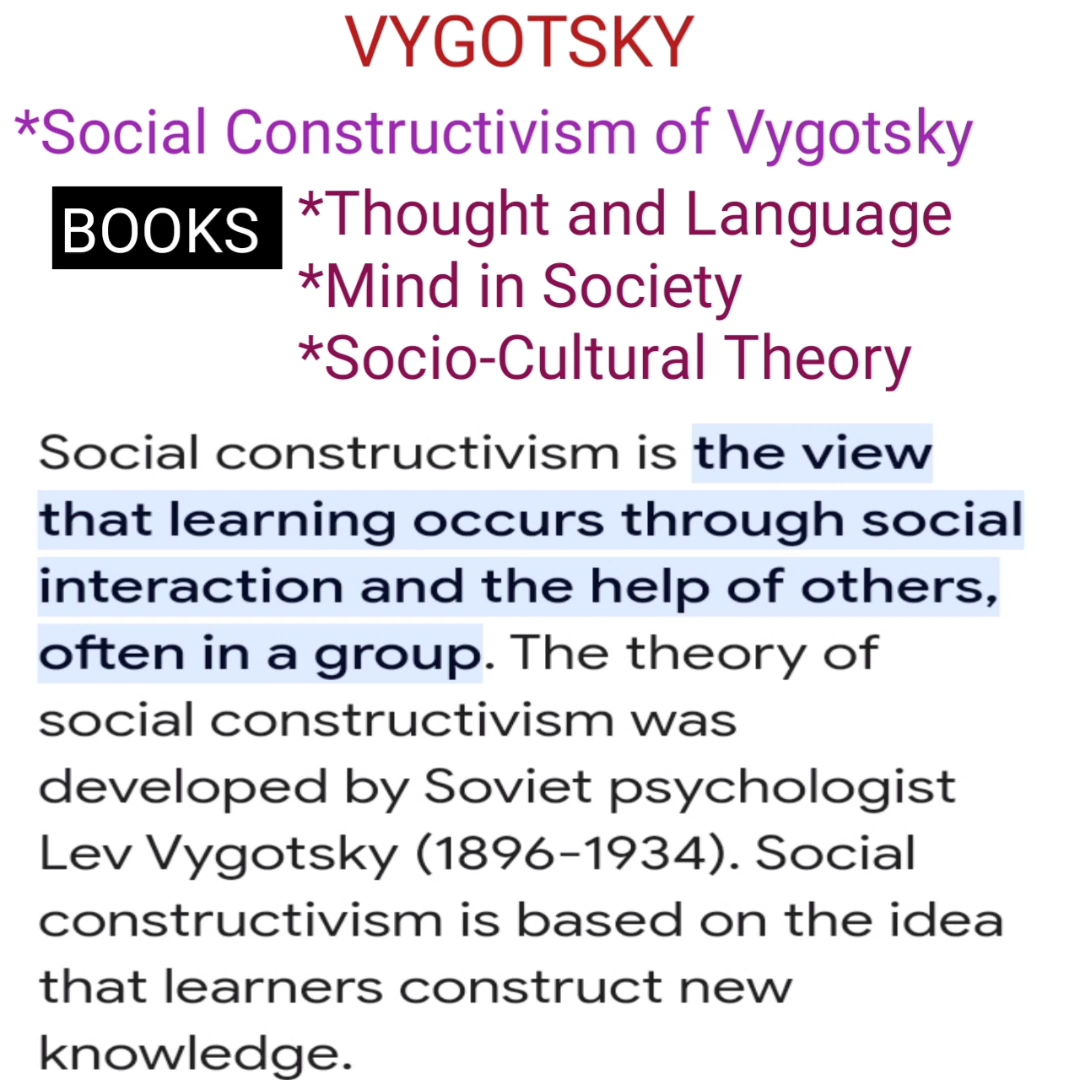 VYGOTSKY
*Social Constructivism of Vygotsky
BOOKS *Thought and Language
*Mind in Society
*Socio-Cultural Theory
Social constructivism is the view
that learning occurs through social
interaction and the help of others,
often in a group. The theory of
social constructivism was
developed by Soviet psychologist
Lev Vygotsky (1896–1934). Social
constructivism is based on the idea
that learners construct new
knowledge.